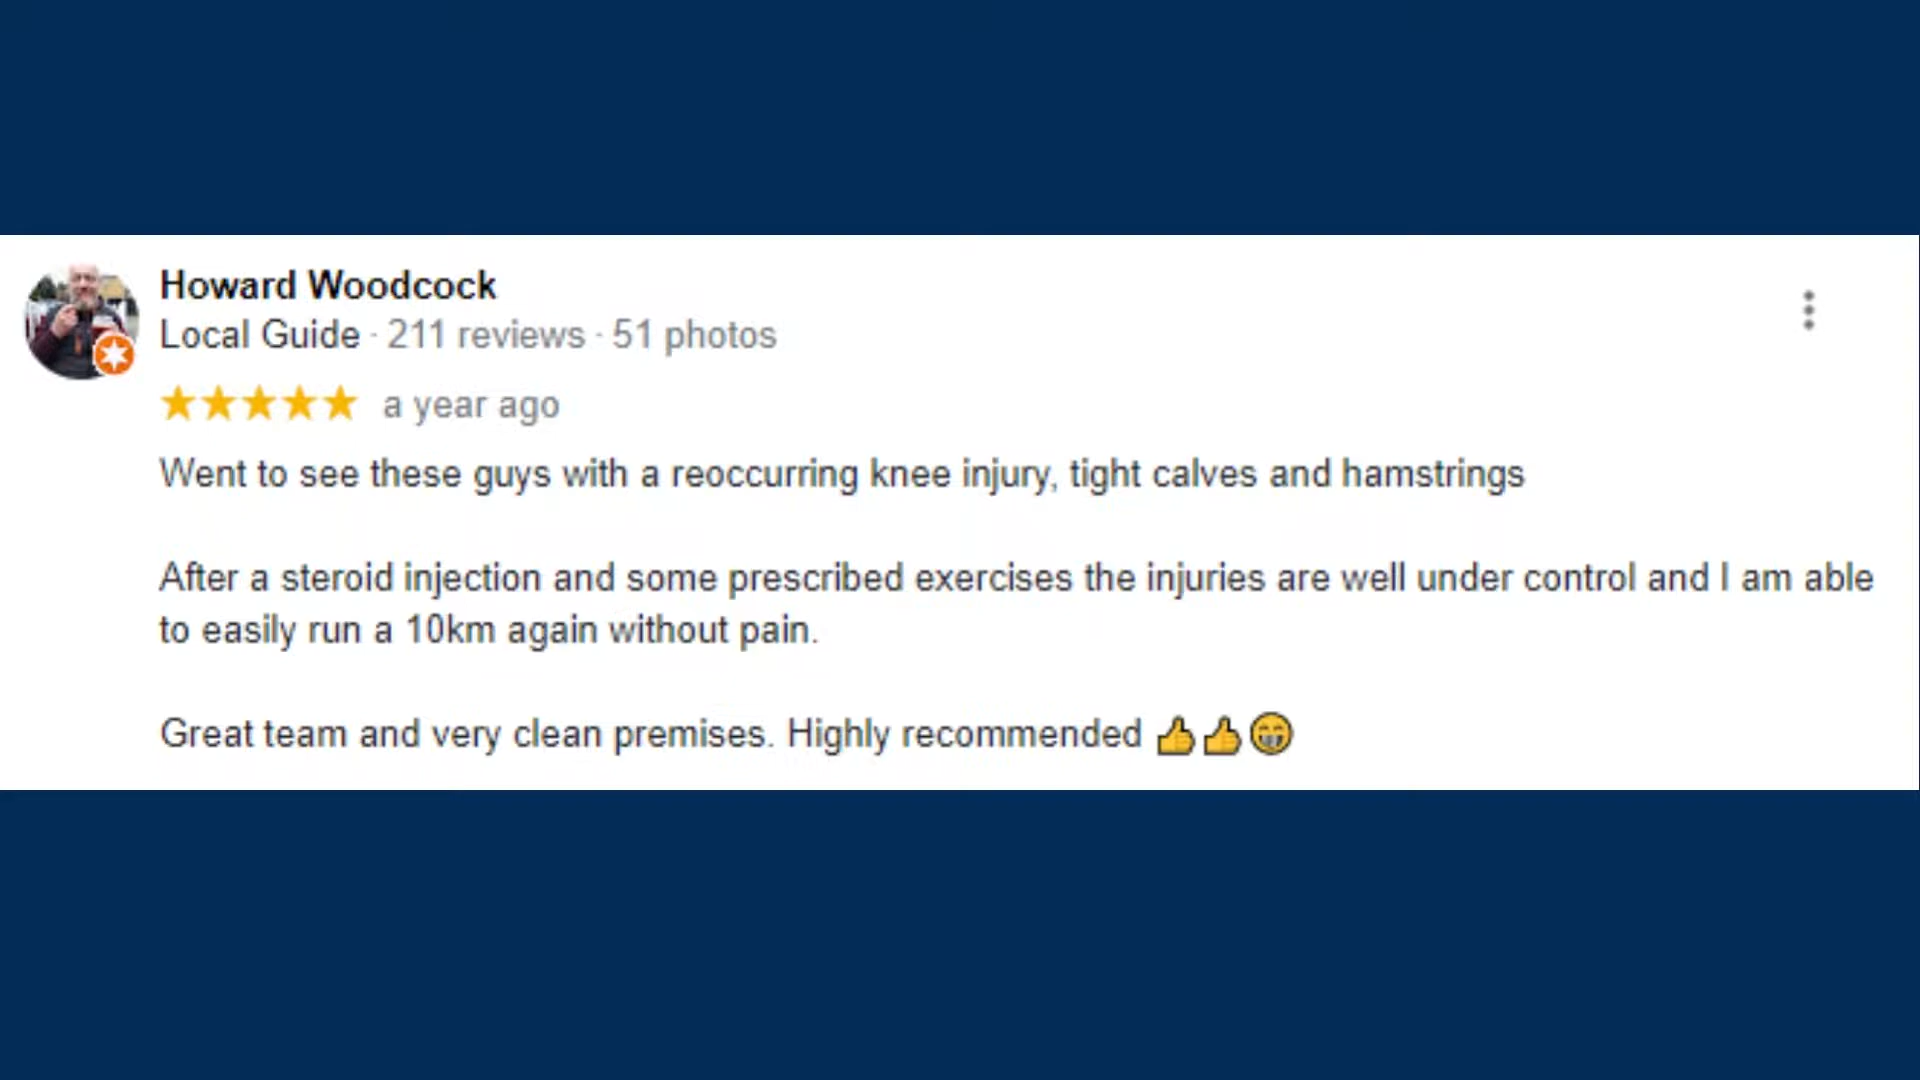 Howard Woodcock
Local Guide · 211 reviews · 51 photos
a year ago
Went to see these guys with a reoccurring knee injury, tight calves and hamstrings
After a steroid injection and some prescribed exercises the injuries are well under control and I am able
to easily run a 10km again without pain.
Great team and very clean premises. Highly recommended 👍👍😁